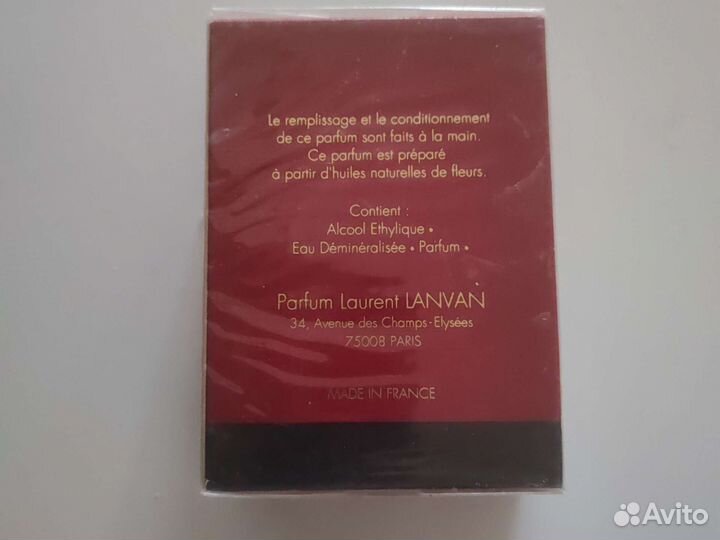 Le remplissage et le conditionnement
de ce parfum sont faits à la main.
Ce parfum est préparé
à partir d'huiles naturelles de fleurs.
Contient :
Alcool Ethylique •
Eau Déminéralisée • Parfum •
Parfum Laurent LANVAN
34, Avenue des Champs-Elysées
75008 PARIS
MADE IN FRANCE
Avito